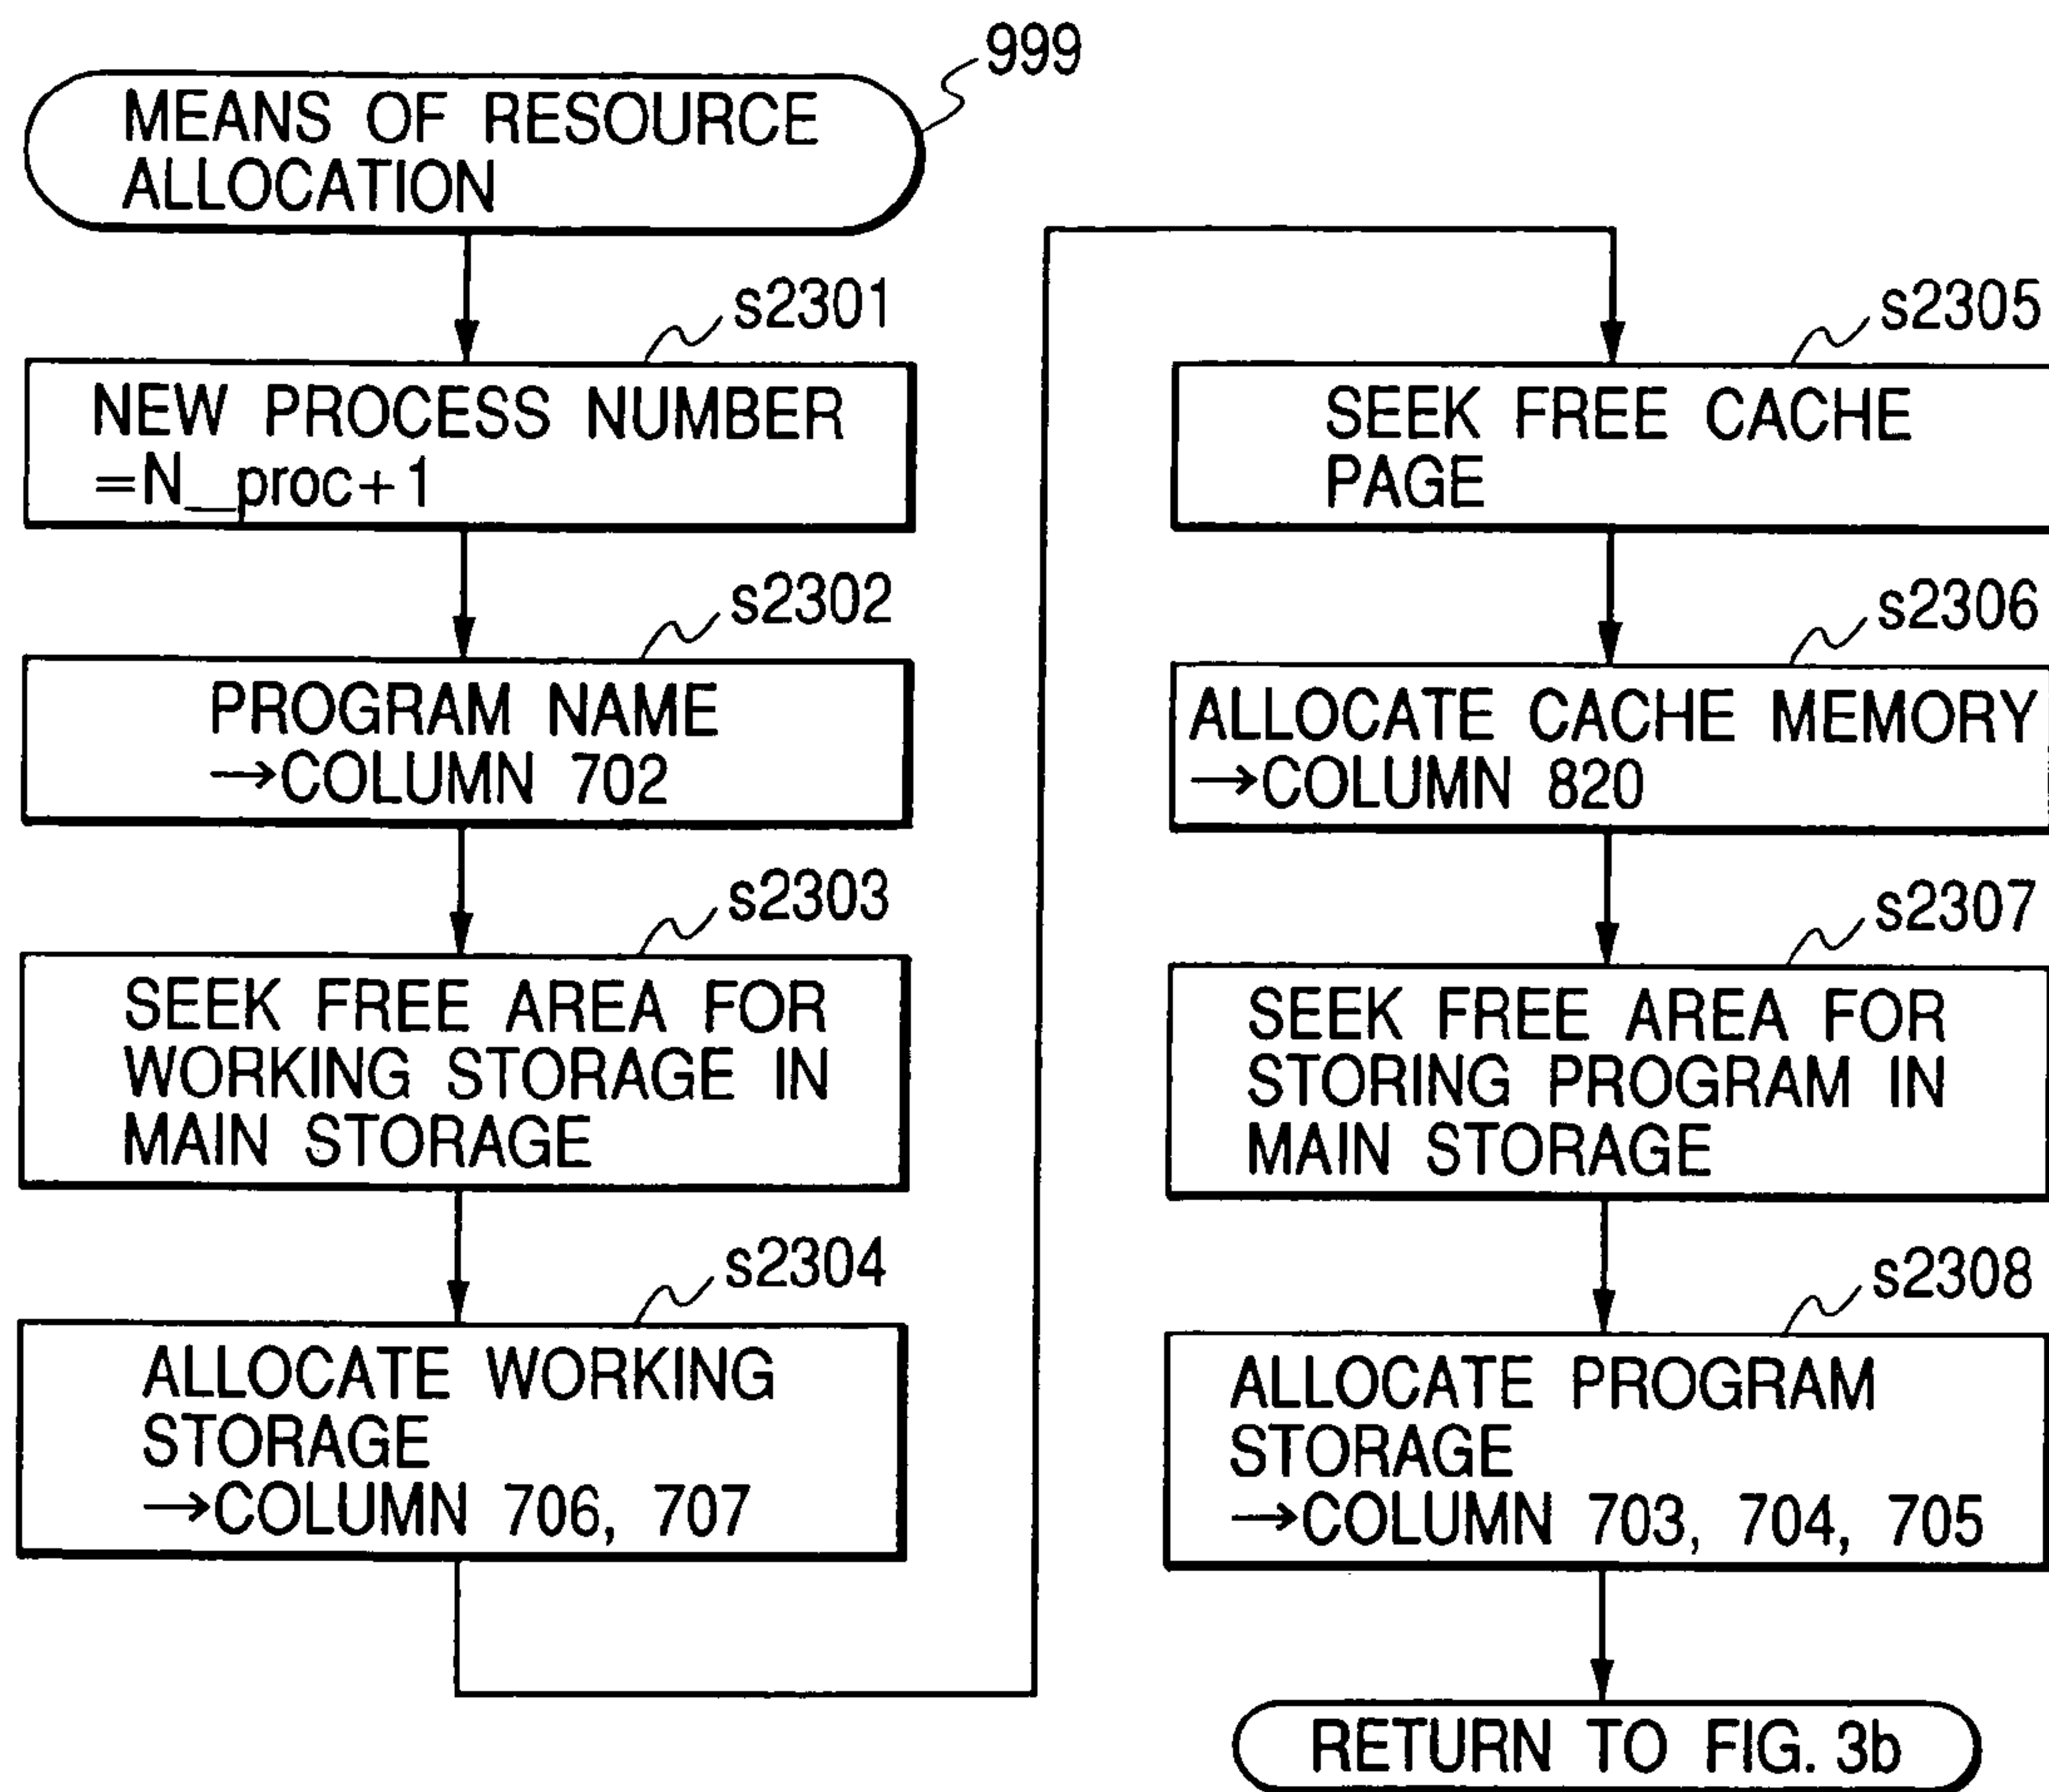 999
MEANS OF RESOURCE
ALLOCATION
s2301
NEW PROCESS NUMBER
=N__proc+1
s2302
PROGRAM NAME
→COLUMN 702
s2303
SEEK FREE AREA FOR
WORKING STORAGE IN
MAIN STORAGE
s2304
ALLOCATE WORKING
STORAGE
→COLUMN 706, 707
s2305
SEEK FREE CACHE
PAGE
s2306
ALLOCATE CACHE MEMORY
→COLUMN 820
s2307
SEEK FREE AREA FOR
STORING PROGRAM IN
MAIN STORAGE
s2308
ALLOCATE PROGRAM
STORAGE
→COLUMN 703, 704, 705
RETURN TO FIG. 3b